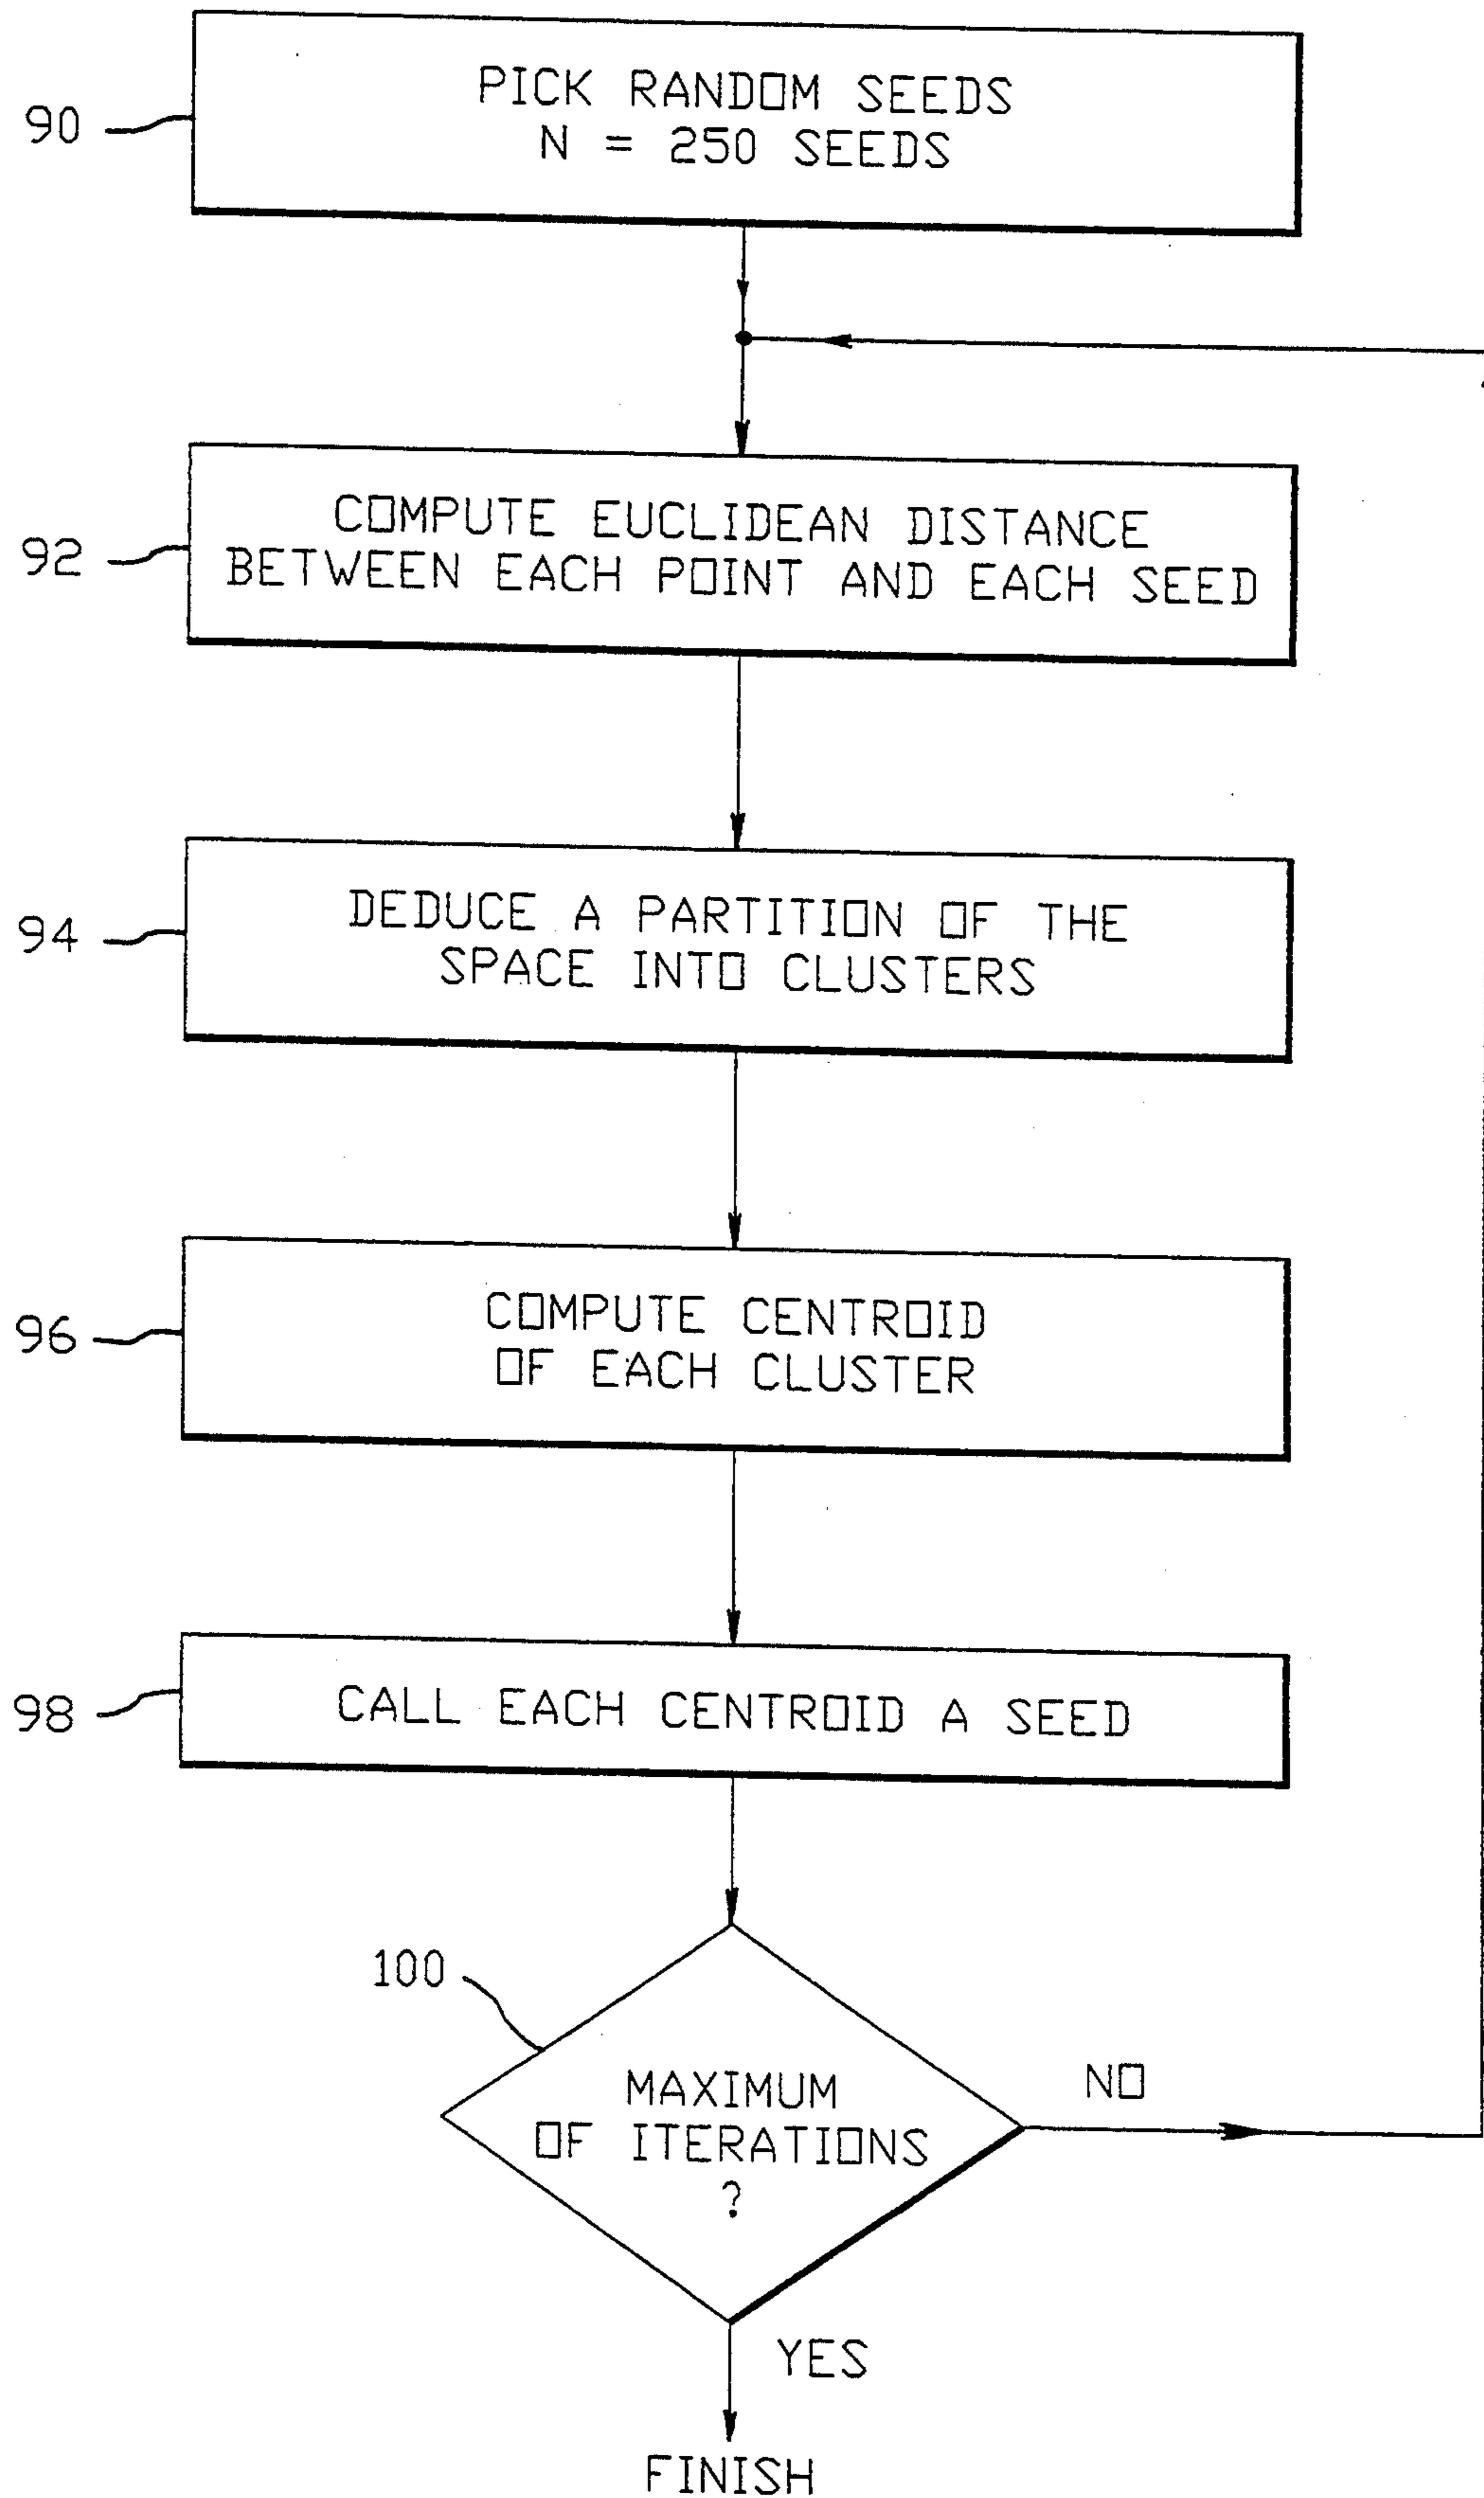 90
PICK RANDOM SEEDS
N = 250 SEEDS
92
COMPUTE EUCLIDEAN DISTANCE
BETWEEN EACH POINT AND EACH SEED
94
DEDUCE A PARTITION OF THE
SPACE INTO CLUSTERS
96
COMPUTE CENTROID
OF EACH CLUSTER
98
CALL EACH CENTROID A SEED
100
MAXIMUM
OF ITERATIONS
?
NO
YES
FINISH